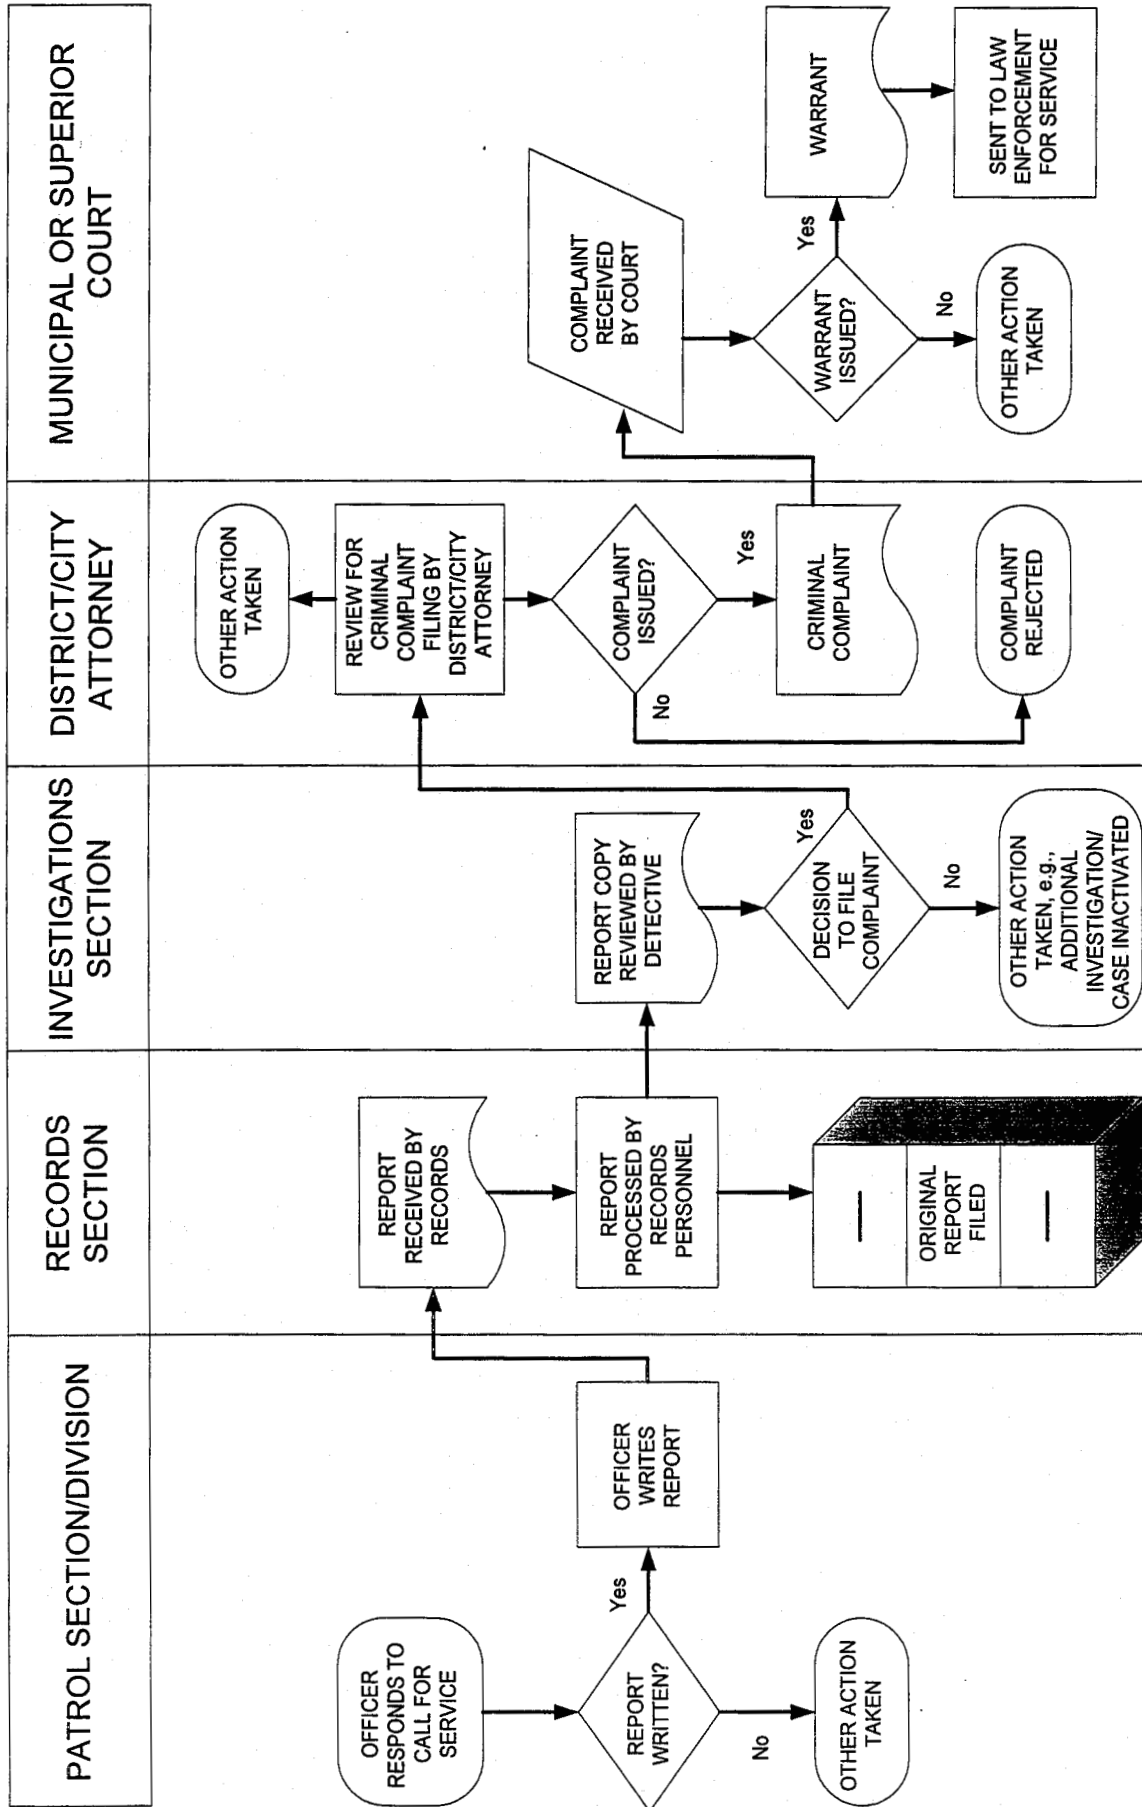 PATROL SECTION/DIVISION
RECORDS
SECTION
INVESTIGATIONS
SECTION
DISTRICT/CITY
ATTORNEY
MUNICIPAL OR SUPERIOR
COURT
OFFICER
RESPONDS TO
CALL FOR
SERVICE
REPORT
WRITTEN?
Yes
No
OFFICER
WRITES
REPORT
OTHER ACTION
TAKEN
REPORT
RECEIVED BY
RECORDS
REPORT
PROCESSED BY
RECORDS
PERSONNEL
ORIGINAL
REPORT
FILED
REPORT COPY
REVIEWED BY
DETECTIVE
DECISION
TO FILE
COMPLAINT
Yes
No
OTHER ACTION
TAKEN, e.g.,
ADDITIONAL
INVESTIGATION/
CASE INACTIVATED
OTHER ACTION
TAKEN
REVIEW FOR
CRIMINAL
COMPLAINT
FILING BY
DISTRICT/CITY
ATTORNEY
COMPLAINT
ISSUED?
No
Yes
CRIMINAL
COMPLAINT
COMPLAINT
REJECTED
COMPLAINT
RECEIVED
BY COURT
WARRANT
ISSUED?
Yes
No
WARRANT
SENT TO LAW
ENFORCEMENT
FOR SERVICE
OTHER ACTION
TAKEN